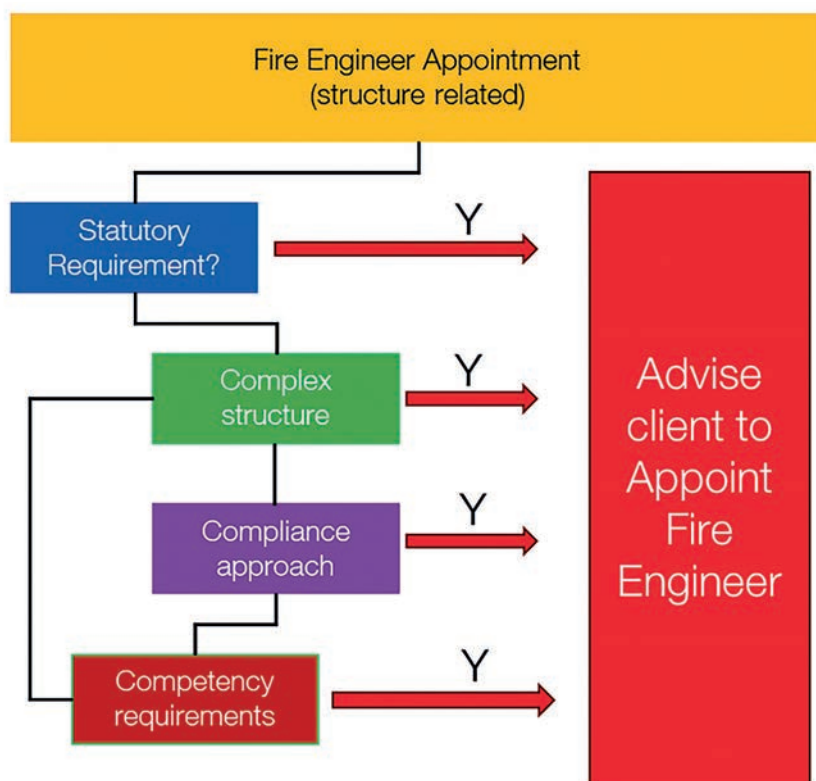 Fire Engineer Appointment
(structure related)
Statutory
Requirement?
Y
Complex
structure
Y
Compliance
approach
Y
Competency
requirements
Y
Advise
client to
Appoint
Fire
Engineer